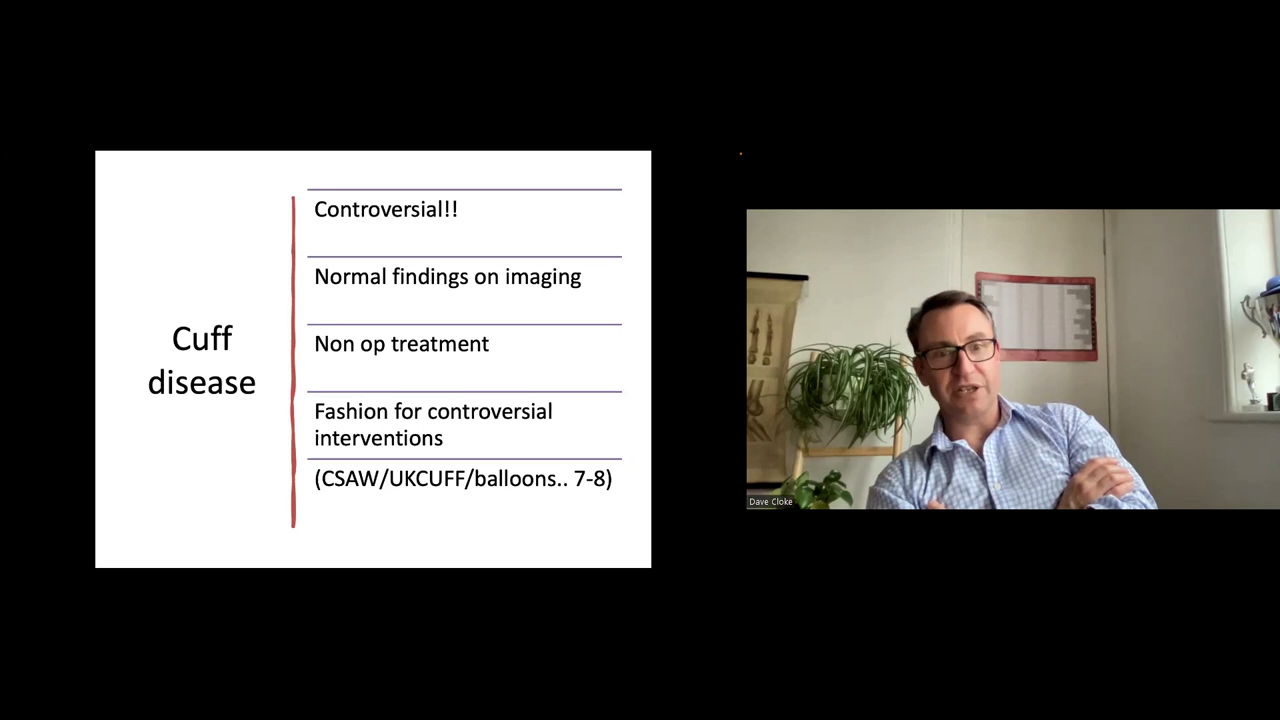 Cuff
disease
Controversial!!
Normal findings on imaging
Non op treatment
Fashion for controversial
interventions
(CSAW/UKCUFF/balloons.. 7-8)
Dave Cloke